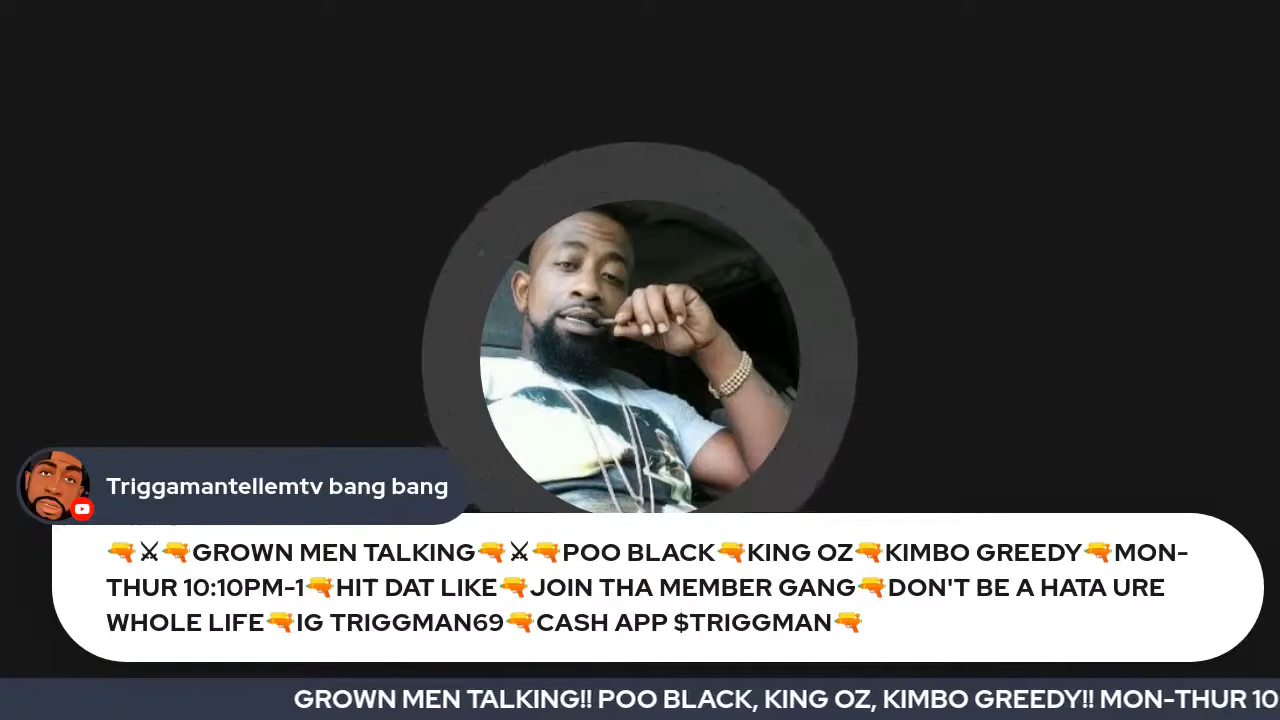 Triggamantellemtv bang bang
🔫⚔🔫GROWN MEN TALKING🔫⚔🔫POO BLACK🔫KING OZ🔫KIMBO GREEDY🔫MON-
THUR 10:10PM-1🔫HIT DAT LIKE🔫JOIN THA MEMBER GANG🔫DON'T BE A HATA URE
WHOLE LIFE🔫IG TRIGGMAN69🔫CASH APP $TRIGGMAN🔫
GROWN MEN TALKING!! POO BLACK, KING OZ, KIMBO GREEDY!! MON-THUR 10